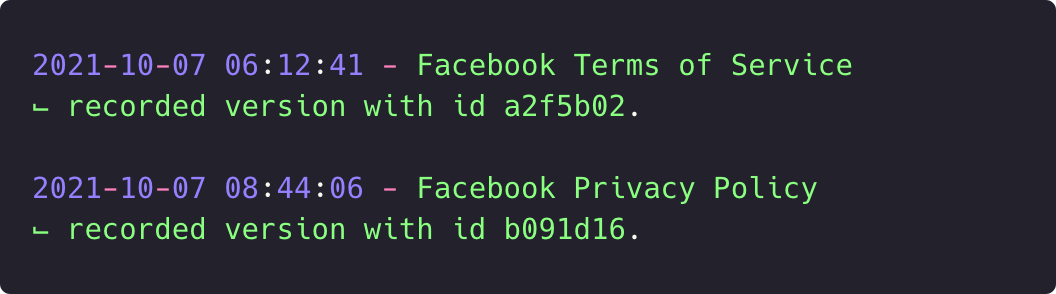 2021-10-07 06:12:41 - Facebook Terms of Service
⌙ recorded version with id a2f5b02.
2021-10-07 08:44:06 - Facebook Privacy Policy
⌙ recorded version with id b091d16.